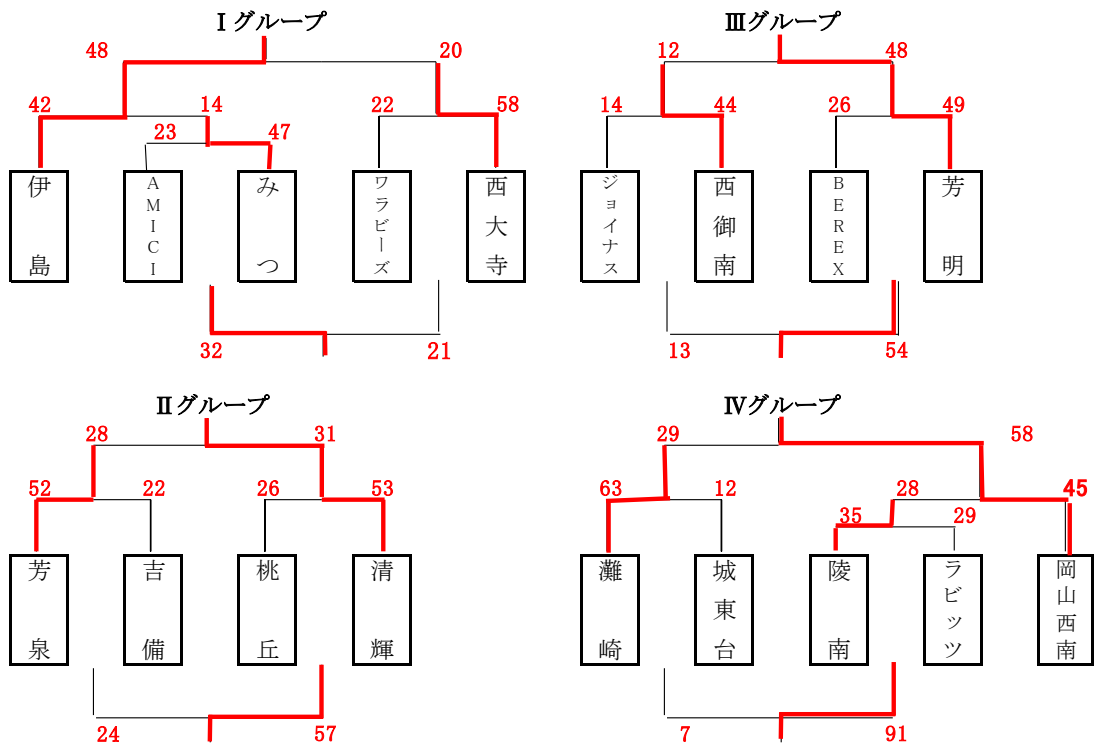 Ⅰグループ
48
20
42
14
22
58
23
47
伊島
AMICI
みつ
ワラビーズ
西大寺
32
21
Ⅲグループ
12
48
14
44
26
49
ジョイナス
西御南
BEREX
芳明
13
54
Ⅱグループ
28
31
52
22
26
53
芳泉
吉備
桃丘
清輝
24
57
Ⅳグループ
29
58
63
12
28
45
35
29
灘崎
城東台
陵南
ラビッツ
岡山西南
7
91